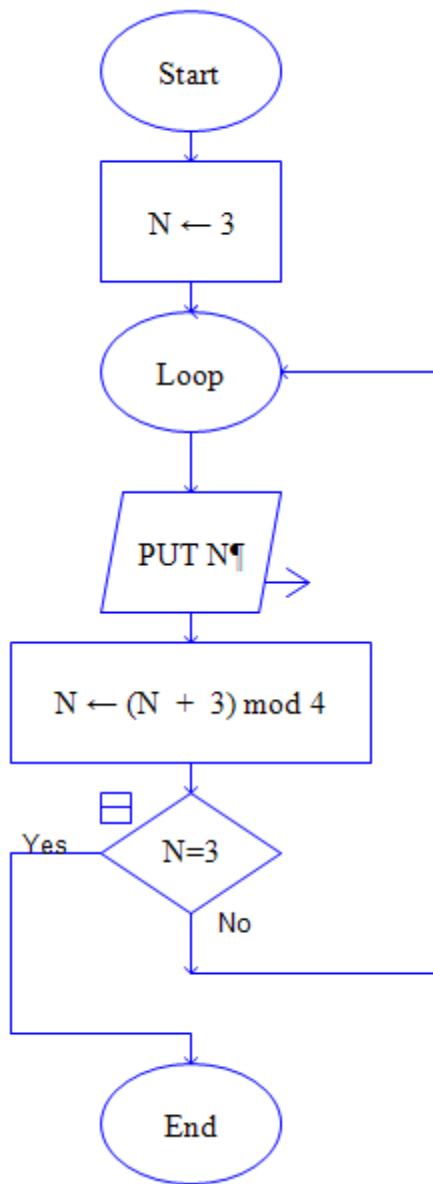 Start
N ← 3
Loop
PUT N¶
N ← (N + 3) mod 4
Yes
N=3
No
End